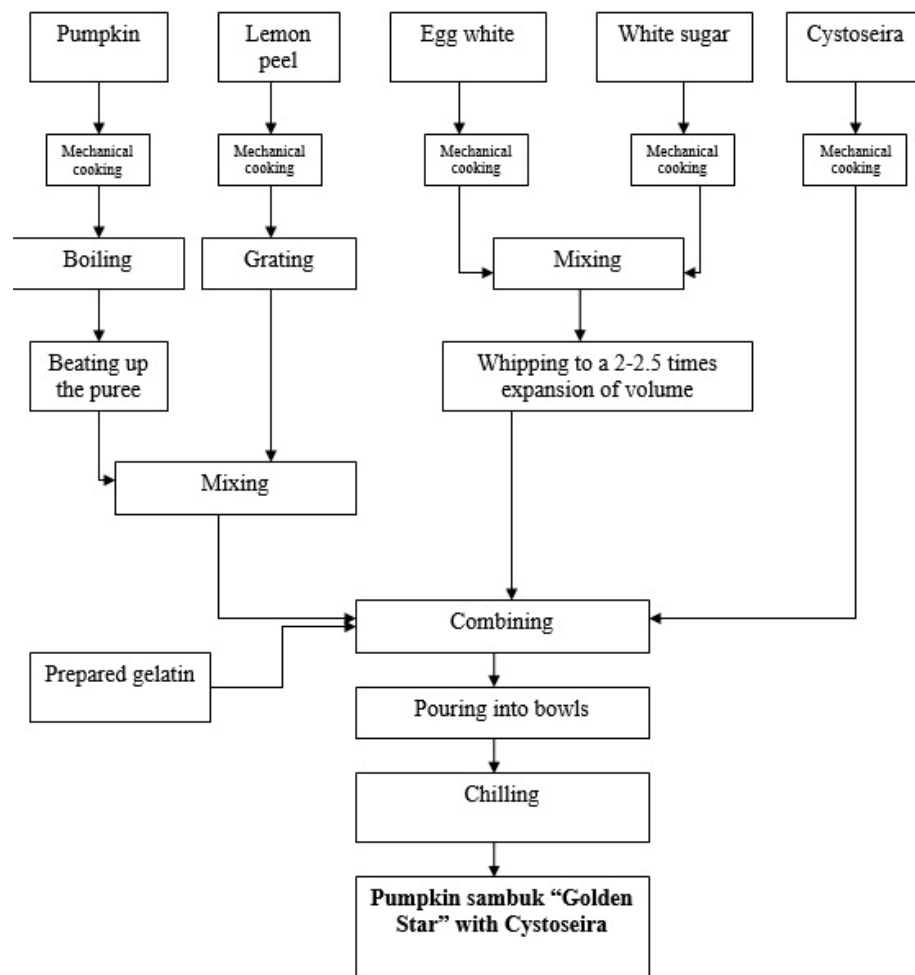 Pumpkin
Lemon
peel
Egg white
White sugar
Cystoseira
Mechanical
cooking
Mechanical
cooking
Mechanical
cooking
Mechanical
cooking
Mechanical
cooking
Boiling
Grating
Mixing
Beating up
the puree
Whipping to a 2-2.5 times
expansion of volume
Mixing
Combining
Prepared gelatin
Pouring into bowls
Chilling
Pumpkin sambuk “Golden
Star” with Cystoseira